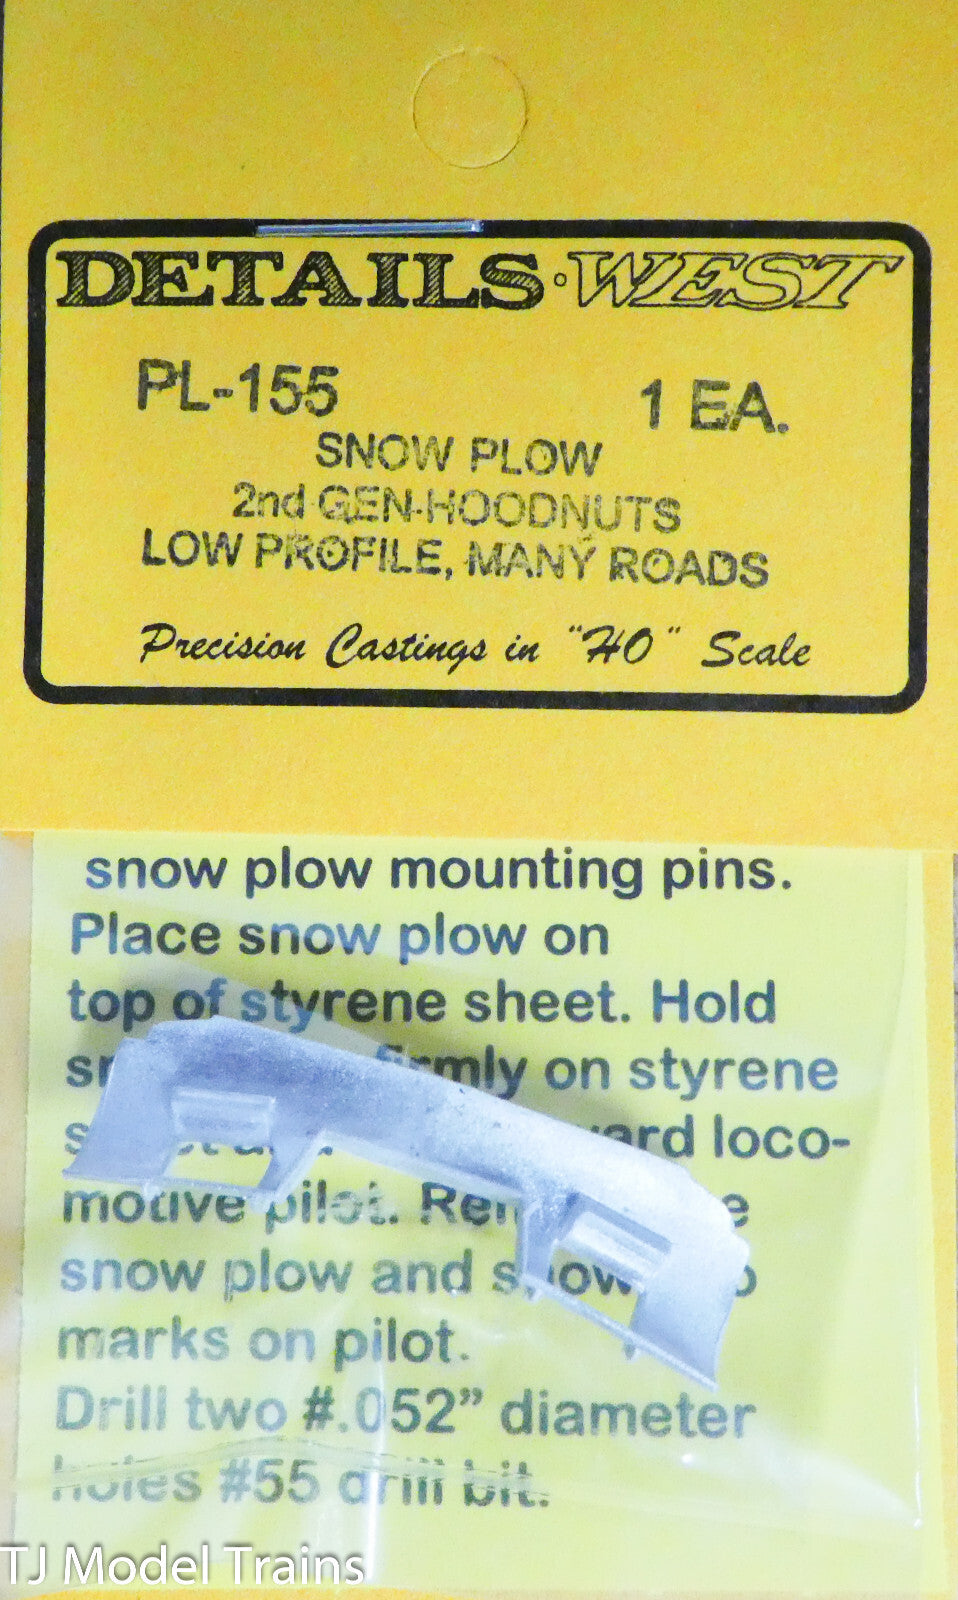 DETAILS·WEST
PL-155 1 EA.
SNOW PLOW
2nd GEN-HOODNUTS
LOW PROFILE, MANY ROADS
Precision Castings in "HO" Scale
snow plow mounting pins.
Place snow plow on
top of styrene sheet. Hold
firmly on styrene
loco-
motive pilot.
snow plow and
marks on pilot.
Drill two #.052" diameter
holes #55 drill bit.
TJ Model Trains